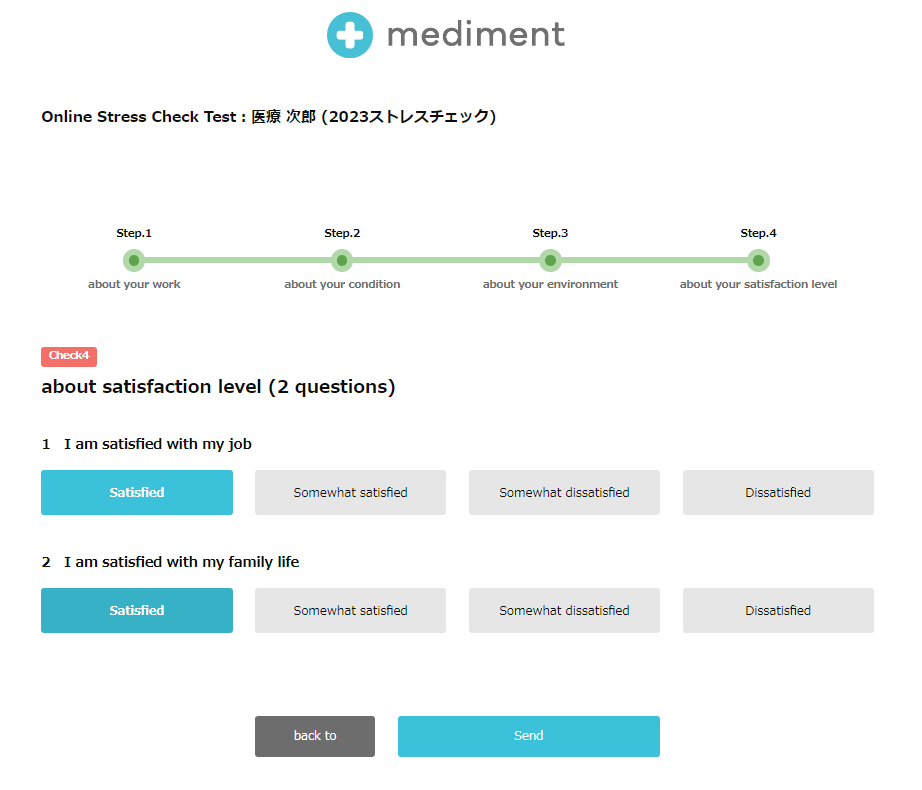 mediment
Online Stress Check Test : 医療 次郎 (2023ストレスチェック)
Step.1 Step.2 Step.3 Step.4
about your work about your condition about your environment about your satisfaction level
Check4
about satisfaction level (2 questions)
1 I am satisfied with my job
Satisfied Somewhat satisfied Somewhat dissatisfied Dissatisfied
2 I am satisfied with my family life
Satisfied Somewhat satisfied Somewhat dissatisfied Dissatisfied
back to Send